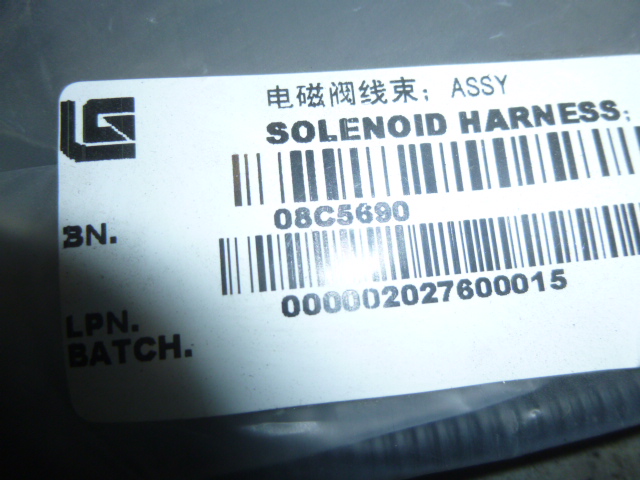 电磁阀线束; ASSY
SOLENOID HARNESS:
08C5690
BN.
000002027600015
LPN.
BATCH.